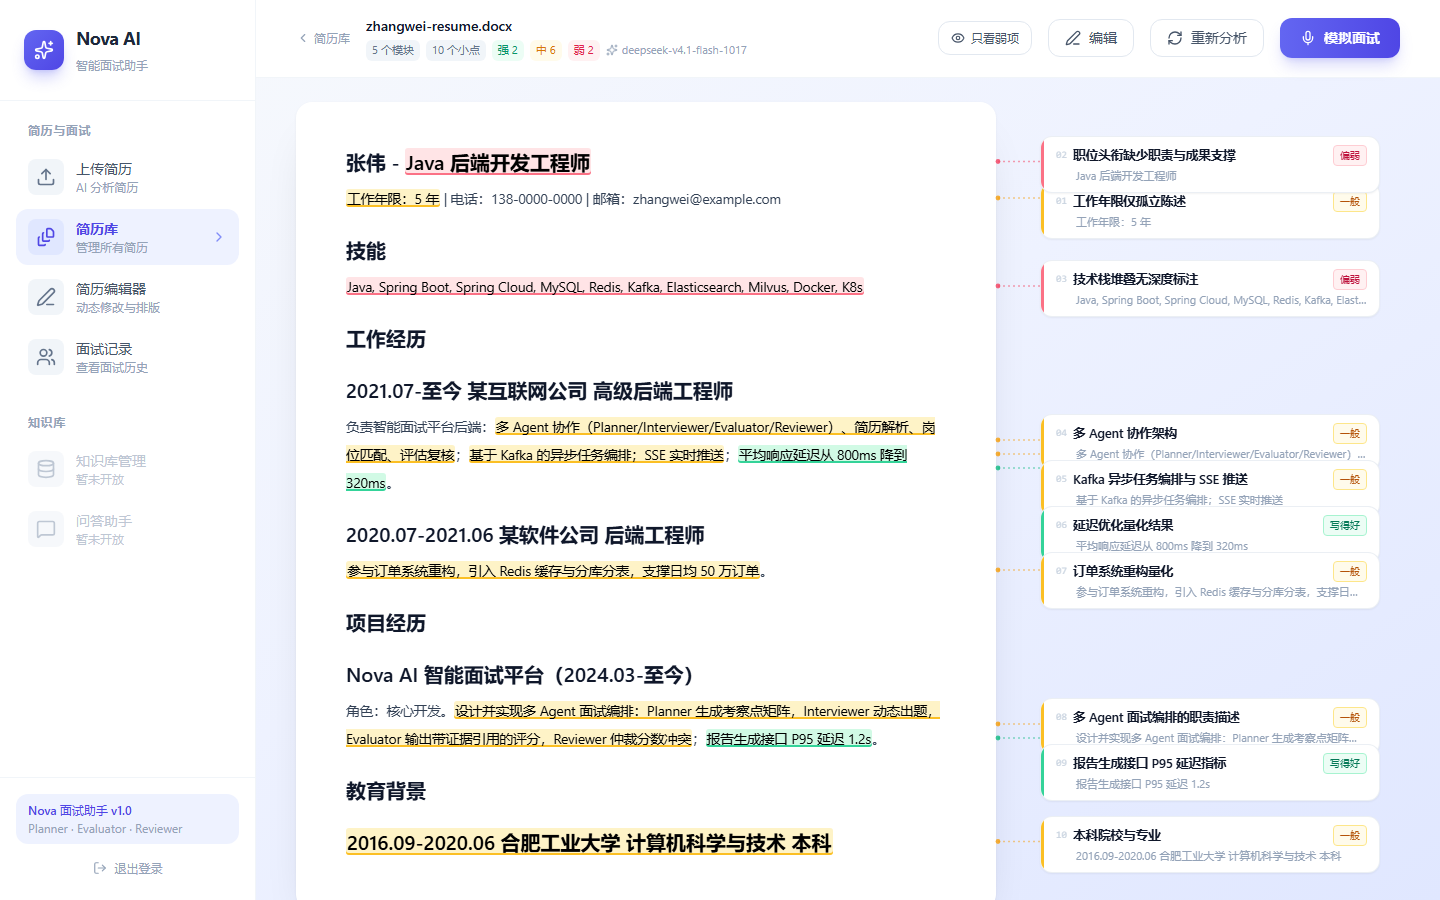 Nova AI
智能面试助手
简历与面试
上传简历
AI 分析简历
简历库
管理所有简历
简历编辑器
动态修改与排版
面试记录
查看面试历史
知识库
知识库管理
暂未开放
问答助手
暂未开放
Nova 面试助手 v1.0
Planner · Evaluator · Reviewer
退出登录
简历库
zhangwei-resume.docx
5 个模块 10 个小点 强 2 中 6 弱 2 deepseek-v4.1-flash-1017
只看弱项
编辑
重新分析
模拟面试
张伟 - Java 后端开发工程师
工作年限：5 年 | 电话：138-0000-0000 | 邮箱：zhangwei@example.com
技能
Java, Spring Boot, Spring Cloud, MySQL, Redis, Kafka, Elasticsearch, Milvus, Docker, K8s
工作经历
2021.07-至今 某互联网公司 高级后端工程师
负责智能面试平台后端：多 Agent 协作（Planner/Interviewer/Evaluator/Reviewer）、简历解析、岗
位匹配、评估复核；基于 Kafka 的异步任务编排；SSE 实时推送；平均响应延迟从 800ms 降到
320ms。
2020.07-2021.06 某软件公司 后端工程师
参与订单系统重构，引入 Redis 缓存与分库分表，支撑日均 50 万订单。
项目经历
Nova AI 智能面试平台（2024.03-至今）
角色：核心开发。设计并实现多 Agent 面试编排：Planner 生成考察点矩阵，Interviewer 动态出题，
Evaluator 输出带证据引用的评分，Reviewer 仲裁分数冲突；报告生成接口 P95 延迟 1.2s。
教育背景
2016.09-2020.06 合肥工业大学 计算机科学与技术 本科
02 职位头衔缺少职责与成果支撑 偏弱
Java 后端开发工程师
01 工作年限仅孤立陈述 一般
工作年限：5 年
03 技术栈堆叠无深度标注 偏弱
Java, Spring Boot, Spring Cloud, MySQL, Redis, Kafka, Elast...
04 多 Agent 协作架构 一般
多 Agent 协作（Planner/Interviewer/Evaluator/Reviewer）...
05 Kafka 异步任务编排与 SSE 推送 一般
基于 Kafka 的异步任务编排；SSE 实时推送
06 延迟优化量化结果 写得好
平均响应延迟从 800ms 降到 320ms
07 订单系统重构量化 一般
参与订单系统重构，引入 Redis 缓存与分库分表，支撑日...
08 多 Agent 面试编排的职责描述 一般
设计并实现多 Agent 面试编排：Planner 生成考察点矩阵...
09 报告生成接口 P95 延迟指标 写得好
报告生成接口 P95 延迟 1.2s
10 本科院校与专业 一般
2016.09-2020.06 合肥工业大学 计算机科学与技术 本科